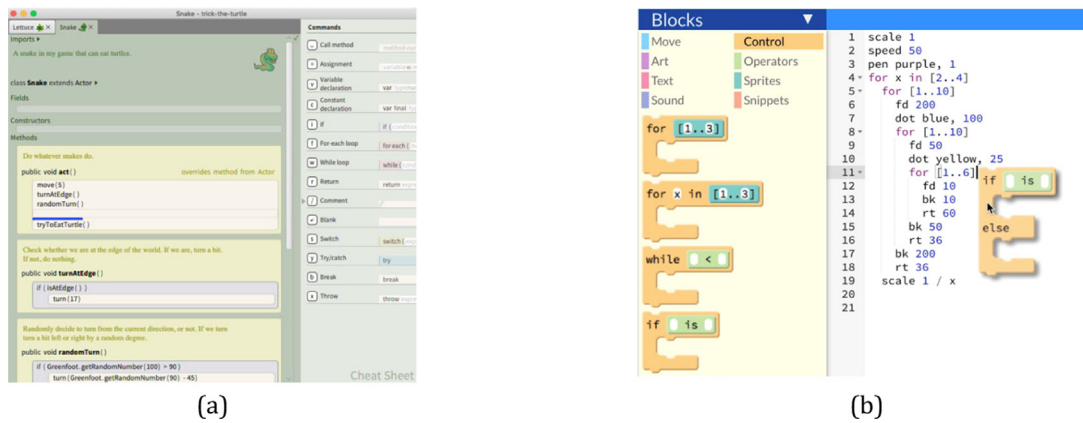 Snake - trick-the-turtle
Lettuce
Snake
Imports
A snake in my game that can eat turtles.
class Snake extends Actor
Fields
Constructors
Methods
Do whatever snakes do.
public void act() overrides method from Actor
move(5)
turnAtEdge()
randomTurn()
tryToEatTurtle()
Check whether we are at the edge of the world. If we are, turn a bit.
If not, do nothing.
public void turnAtEdge()
if (isAtEdge())
turn(17)
Randomly decide to turn from the current direction, or not. If we turn
turn a bit left or right by a random degree.
public void randomTurn()
if (Greenfoot.getRandomNumber(100) > 90)
turn(Greenfoot.getRandomNumber(90) - 45)
Commands
Call method
= Assignment
v Variable
declaration
var
c Constant
declaration
var final
i If
if (
f For-each loop
for each (
w While loop
while (
r Return
return
/ Comment
Blank
s Switch
switch (
y Try/catch
try
b Break
break
x Throw
throw
Cheat Sheet
(a)
Blocks
Move Control
Art Operators
Text Sprites
Sound Snippets
for [1..3]
for x in [1..3]
while <
if is
1 scale 1
2 speed 50
3 pen purple, 1
4 for x in [2..4]
5 for [1..10]
6 fd 200
7 dot blue, 100
8 for [1..10]
9 fd 50
10 dot yellow, 25
11 for [1..6]
12 fd 10
13 bk 10
14 rt 60
15 bk 50
16 rt 36
17 bk 200
18 rt 36
19 scale 1 / x
20
21
if is
else
(b)